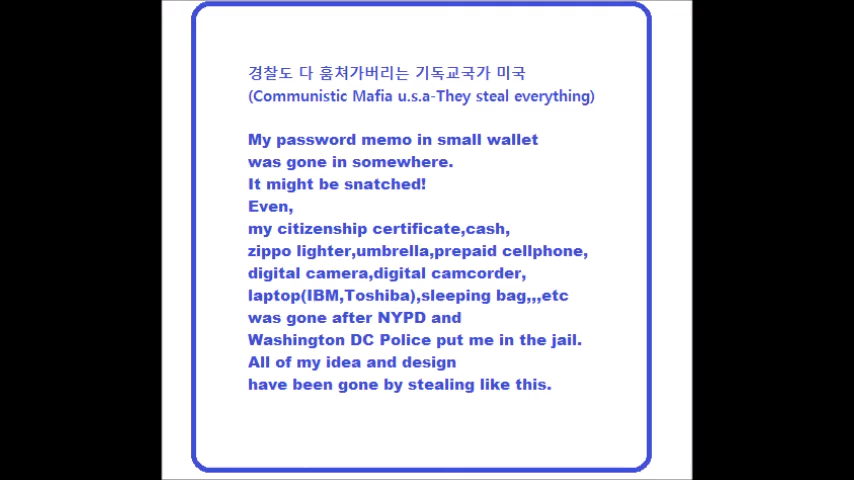 경찰도 다 훔쳐가버리는 기독교국가 미국
(Communistic Mafia u.s.a-They steal everything)
My password memo in small wallet
was gone in somewhere.
It might be snatched!
Even,
my citizenship certificate,cash,
zippo lighter,umbrella,prepaid cellphone,
digital camera,digital camcorder,
laptop(IBM,Toshiba),sleeping bag,,,etc
was gone after NYPD and
Washington DC Police put me in the jail.
All of my idea and design
have been gone by stealing like this.